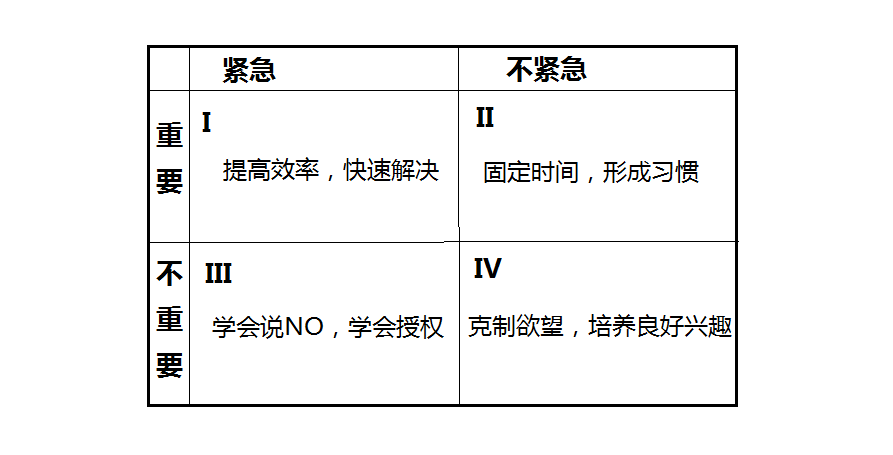 紧急 不紧急
重要
I
提高效率，快速解决
II
固定时间，形成习惯
不重要
III
学会说NO，学会授权
IV
克制欲望，培养良好兴趣